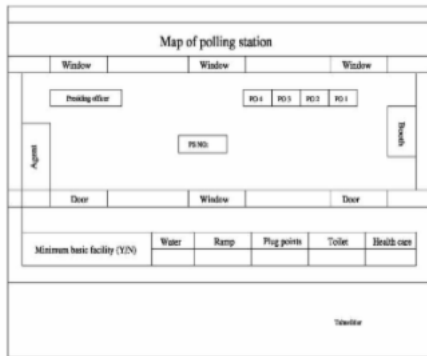 Map of polling station
Window Window Window
Presiding officer PO 4 PO 3 PO 2 PO 1
Booth
Agent
PS NO:
Door Window Door
Minimum basic facility (Y/N) Water Ramp Plug points Toilet Health care